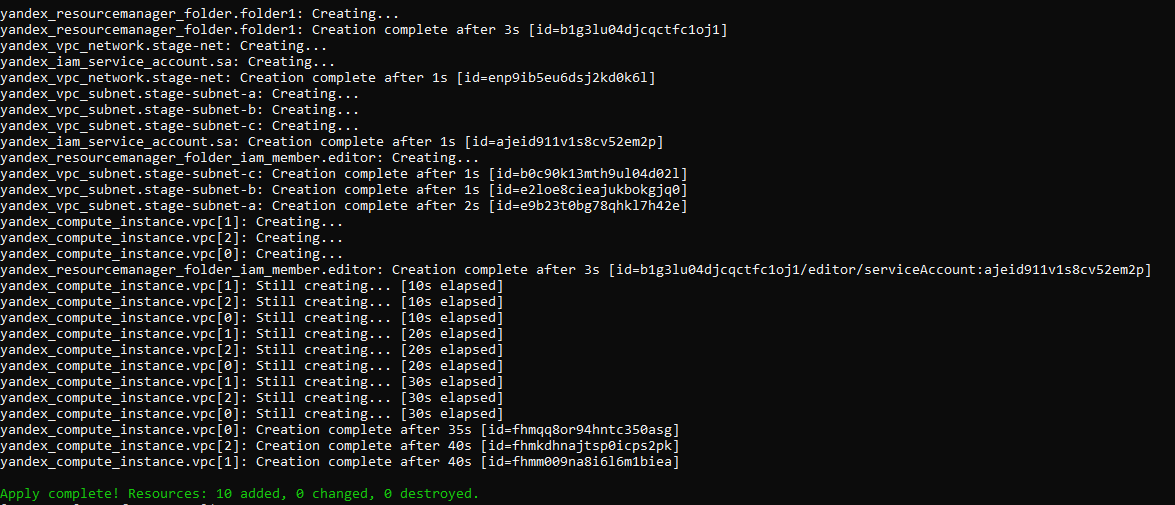 yandex_resourcemanager_folder.folder1: Creating...
yandex_resourcemanager_folder.folder1: Creation complete after 3s [id=b1g3lu04djcqctfc1oj1]
yandex_vpc_network.stage-net: Creating...
yandex_iam_service_account.sa: Creating...
yandex_vpc_network.stage-net: Creation complete after 1s [id=enp9ib5eu6dsj2kd0k6l]
yandex_vpc_subnet.stage-subnet-a: Creating...
yandex_vpc_subnet.stage-subnet-b: Creating...
yandex_vpc_subnet.stage-subnet-c: Creating...
yandex_iam_service_account.sa: Creation complete after 1s [id=ajeid911v1s8cv52em2p]
yandex_resourcemanager_folder_iam_member.editor: Creating...
yandex_vpc_subnet.stage-subnet-c: Creation complete after 1s [id=b0c90k13mth9ul04d02l]
yandex_vpc_subnet.stage-subnet-b: Creation complete after 1s [id=e2loe8cieajukbokgjq0]
yandex_vpc_subnet.stage-subnet-a: Creation complete after 2s [id=e9b23t0bg78qhkl7h42e]
yandex_compute_instance.vpc[1]: Creating...
yandex_compute_instance.vpc[2]: Creating...
yandex_compute_instance.vpc[0]: Creating...
yandex_resourcemanager_folder_iam_member.editor: Creation complete after 3s [id=b1g3lu04djcqctfc1oj1/editor/serviceAccount:ajeid911v1s8cv52em2p]
yandex_compute_instance.vpc[1]: Still creating... [10s elapsed]
yandex_compute_instance.vpc[2]: Still creating... [10s elapsed]
yandex_compute_instance.vpc[0]: Still creating... [10s elapsed]
yandex_compute_instance.vpc[1]: Still creating... [20s elapsed]
yandex_compute_instance.vpc[2]: Still creating... [20s elapsed]
yandex_compute_instance.vpc[0]: Still creating... [20s elapsed]
yandex_compute_instance.vpc[1]: Still creating... [30s elapsed]
yandex_compute_instance.vpc[2]: Still creating... [30s elapsed]
yandex_compute_instance.vpc[0]: Still creating... [30s elapsed]
yandex_compute_instance.vpc[0]: Creation complete after 35s [id=fhmqq8or94hntc350asg]
yandex_compute_instance.vpc[2]: Creation complete after 40s [id=fhmkdhnajtsp0icps2pk]
yandex_compute_instance.vpc[1]: Creation complete after 40s [id=fhmm009na8i6l6m1biea]
Apply complete! Resources: 10 added, 0 changed, 0 destroyed.